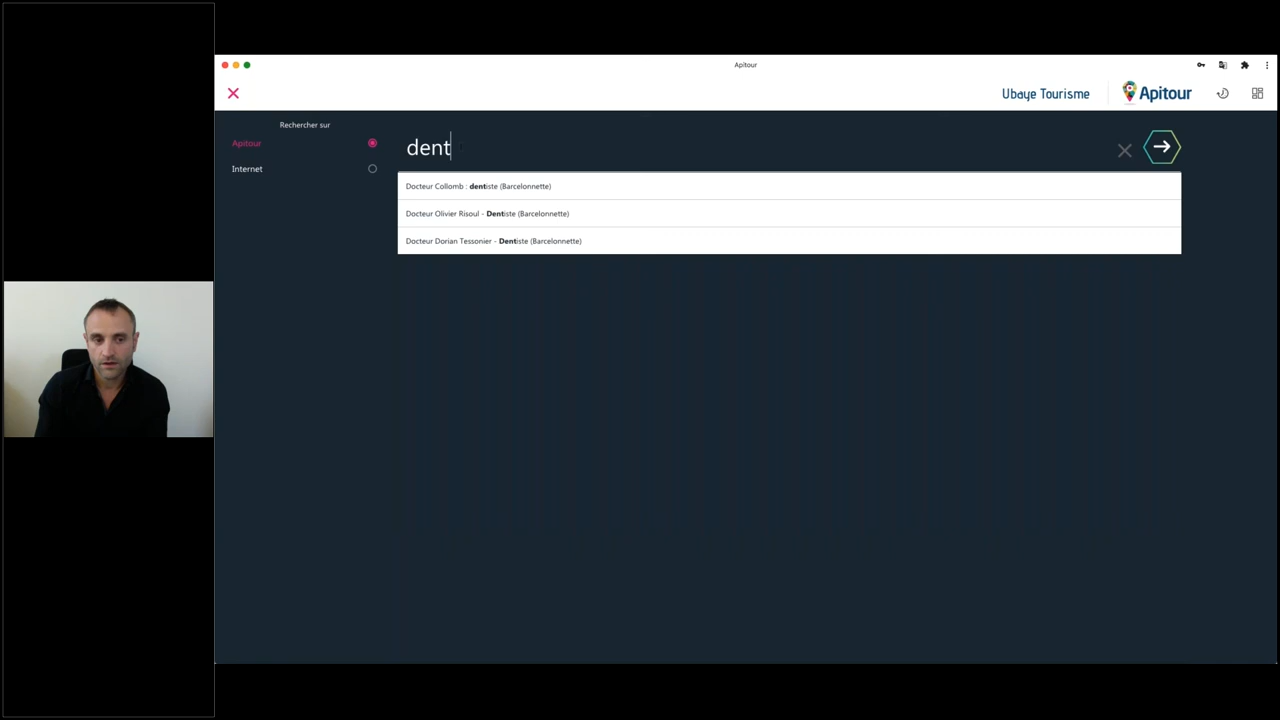 Apitour
Ubaye Tourisme
Apitour
Rechercher sur
Apitour
Internet
dent
Docteur Collomb : dentiste (Barcelonnette)
Docteur Olivier Risoul - Dentiste (Barcelonnette)
Docteur Dorian Tessonier - Dentiste (Barcelonnette)